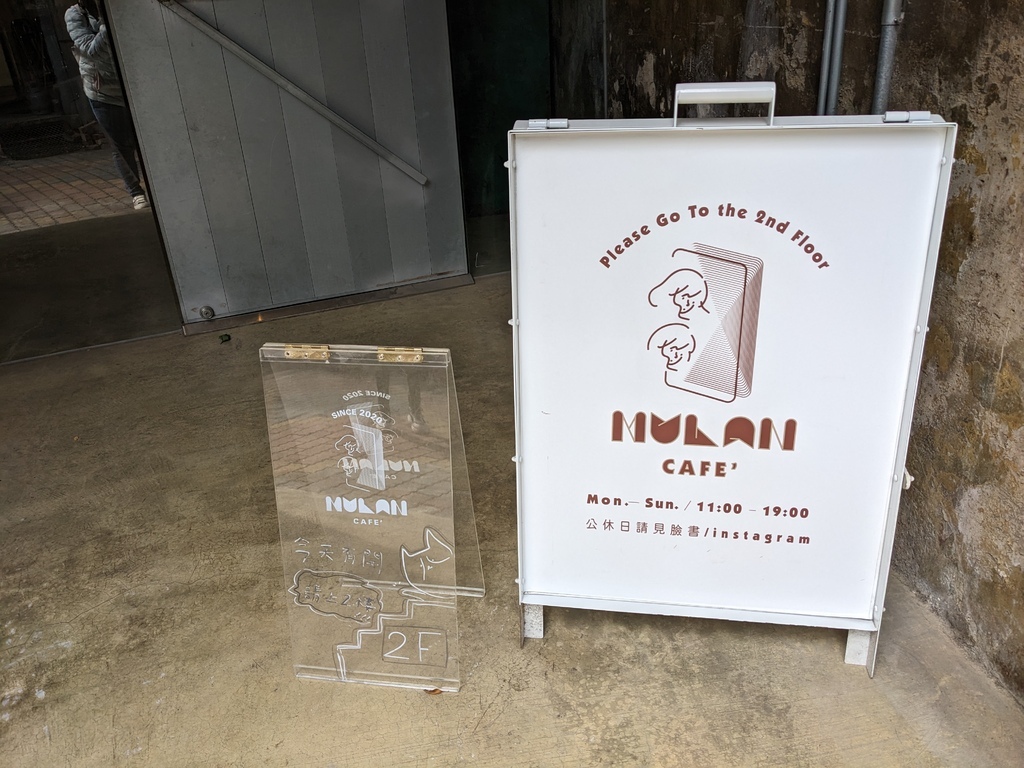 Please Go To the 2nd Floor
MULAN
CAFE'
Mon.— Sun. / 11:00 – 19:00
公休日請見臉書/instagram
SINCE 2020
MULAN
CAFE'
今天有開
請上2樓
2F